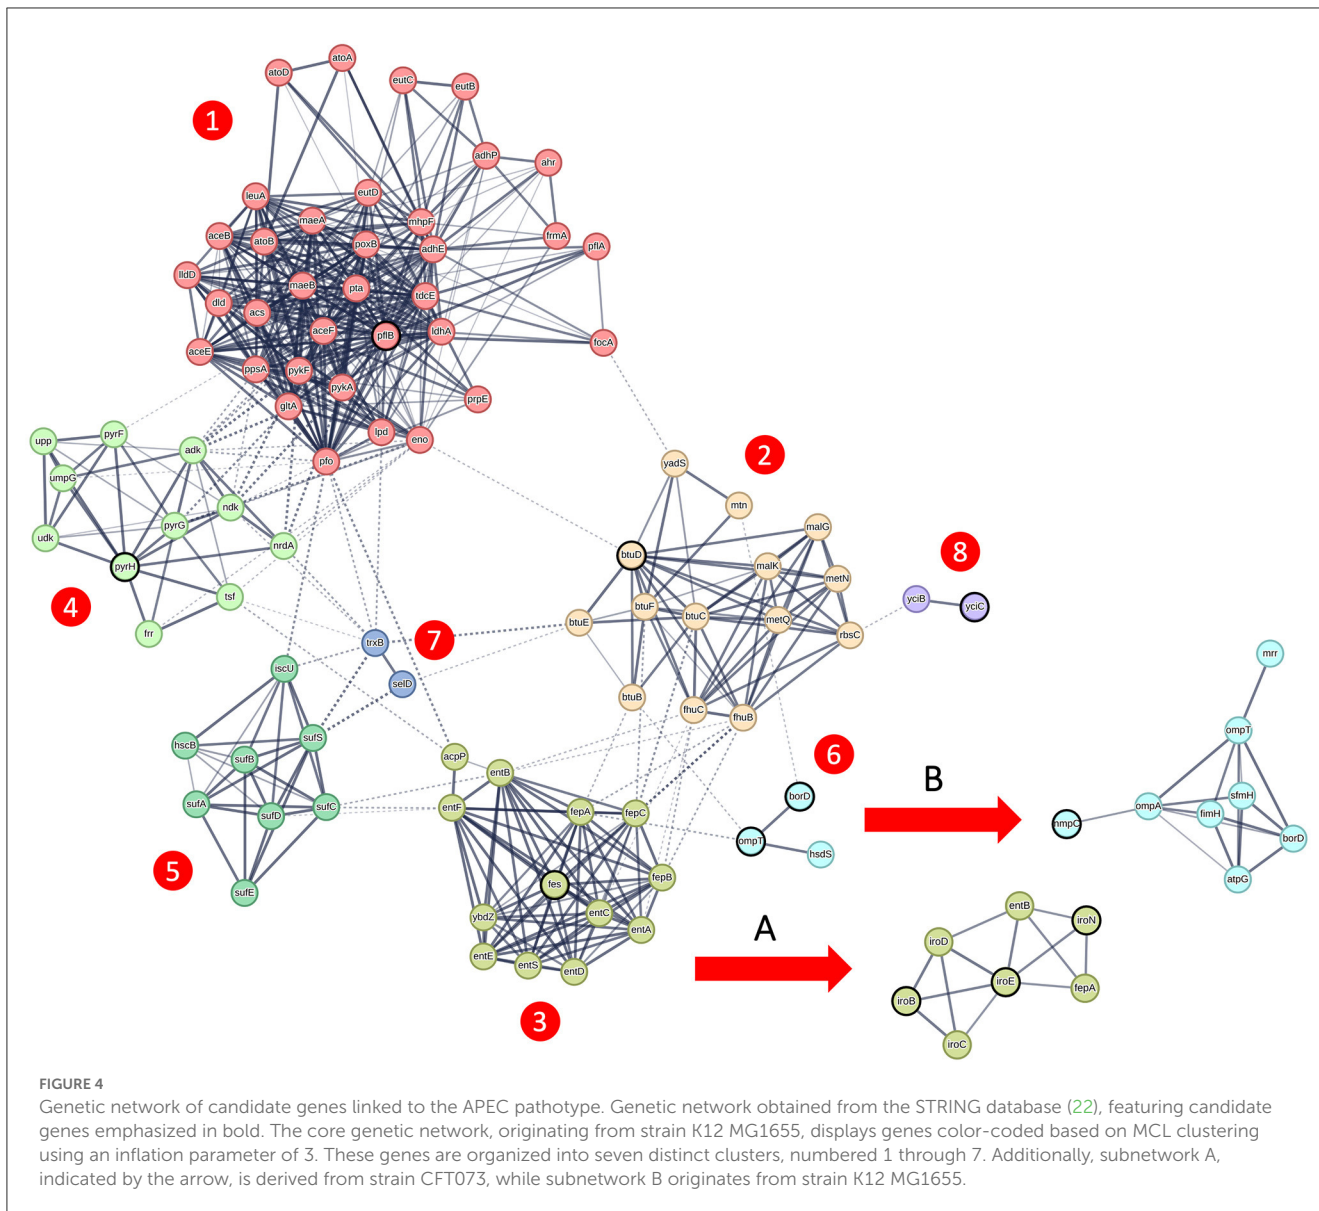 atoA
atoD
eutC
eutB
1
adhP
ahr
leuA
eutD
maeA
mhpF
aceB
atoB
poxB
adhE
frmA
pflA
lldD
maeB
pta
tdcE
dld
acs
aceF
pflB
ldhA
focA
aceE
ppsA
pykF
pykA
prpE
gltA
lpd
eno
pfo
upp
pyrF
adk
umpG
ndk
pyrG
udk
nrdA
pyrH
4
tsf
frr
2
yadS
mtn
malG
btuD
malK
metN
btuF
btuC
metQ
btuE
rbsC
btuB
fhuC
fhuB
8
yciB
yciC
7
trxB
selD
iscU
hscB
sufS
sufB
sufA
sufD
sufC
5
sufE
acpP
entB
entF
fepA
fepC
fes
fepB
ybdZ
entC
entA
entE
entS
entD
3
6
borD
ompT
hsdS
B
mrr
ompT
sfmH
ompA
fimH
nmpC
borD
atpG
A
entB
iroN
iroD
iroE
fepA
iroB
iroC
FIGURE 4
Genetic network of candidate genes linked to the APEC pathotype. Genetic network obtained from the STRING database (22), featuring candidate
genes emphasized in bold. The core genetic network, originating from strain K12 MG1655, displays genes color-coded based on MCL clustering
using an inflation parameter of 3. These genes are organized into seven distinct clusters, numbered 1 through 7. Additionally, subnetwork A,
indicated by the arrow, is derived from strain CFT073, while subnetwork B originates from strain K12 MG1655.